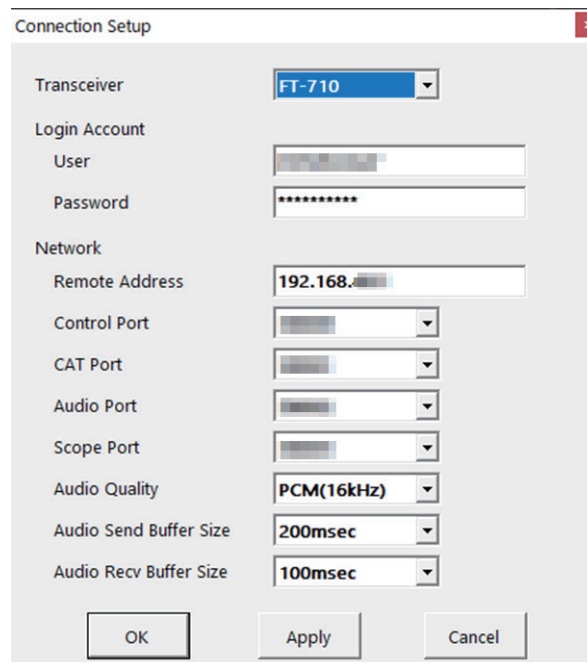 Connection Setup
Transceiver FT-710
Login Account
User
Password **********
Network
Remote Address 192.168.
Control Port
CAT Port
Audio Port
Scope Port
Audio Quality PCM(16kHz)
Audio Send Buffer Size 200msec
Audio Recv Buffer Size 100msec
OK Apply Cancel